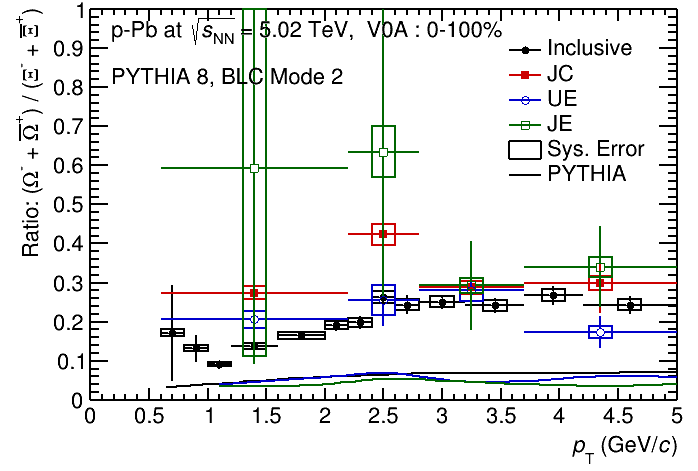 p-Pb at √sNN = 5.02 TeV, V0A : 0-100%
PYTHIA 8, BLC Mode 2
Inclusive
JC
UE
JE
Sys. Error
PYTHIA
Ratio: (Ω⁻ + Ω̅⁺) / (Ξ⁻ + Ξ̅⁺)
1
0.9
0.8
0.7
0.6
0.5
0.4
0.3
0.2
0.1
0
0 0.5 1 1.5 2 2.5 3 3.5 4 4.5 5
pT (GeV/c)